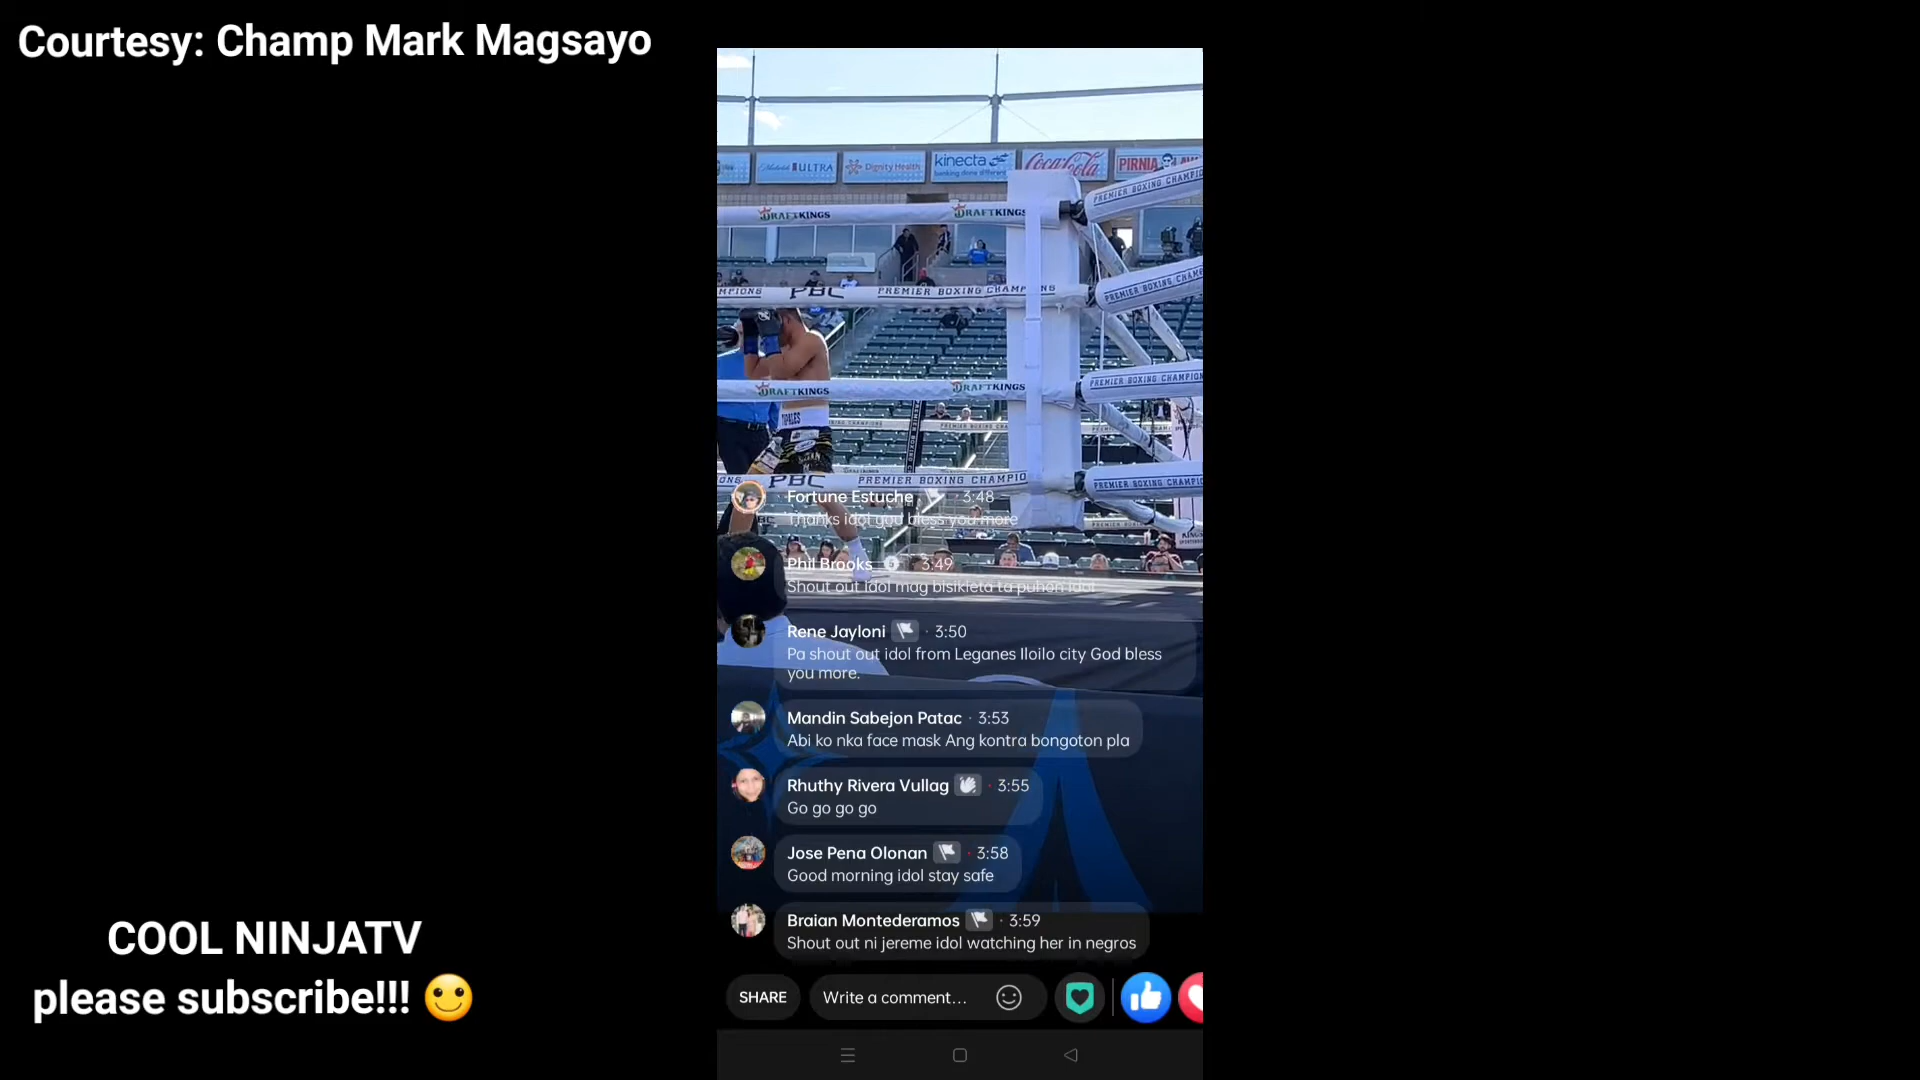 Courtesy: Champ Mark Magsayo
ULTRA
Dignity Health
kinecta
Coca-Cola
PIRNIA LAW
PREMIER BOXING CHAMPIONS
DRAFTKINGS
DRAFTKINGS
MPIONS PBC PREMIER BOXING CHAMPIONS
PREMIER BOXING CHAMP
DRAFTKINGS
DRAFTKINGS
PREMIER BOXING CHAMPION
PBC PREMIER BOXING CHAMPIO
PREMIER BOXING CHAMPIONS
Fortune Estuche · 3:48
Thanks idol god bless you more
Phil Brooks · 3:49
Shout out idol mag bisikleta ta puhon idol
Rene Jayloni · 3:50
Pa shout out idol from Leganes Iloilo city God bless
you more.
Mandin Sabejon Patac · 3:53
Abi ko nka face mask Ang kontra bongoton pla
Rhuthy Rivera Vullag · 3:55
Go go go go
Jose Pena Olonan · 3:58
Good morning idol stay safe
Braian Montederamos · 3:59
Shout out ni jereme idol watching her in negros
SHARE
Write a comment...
COOL NINJATV
please subscribe!!! 🙂